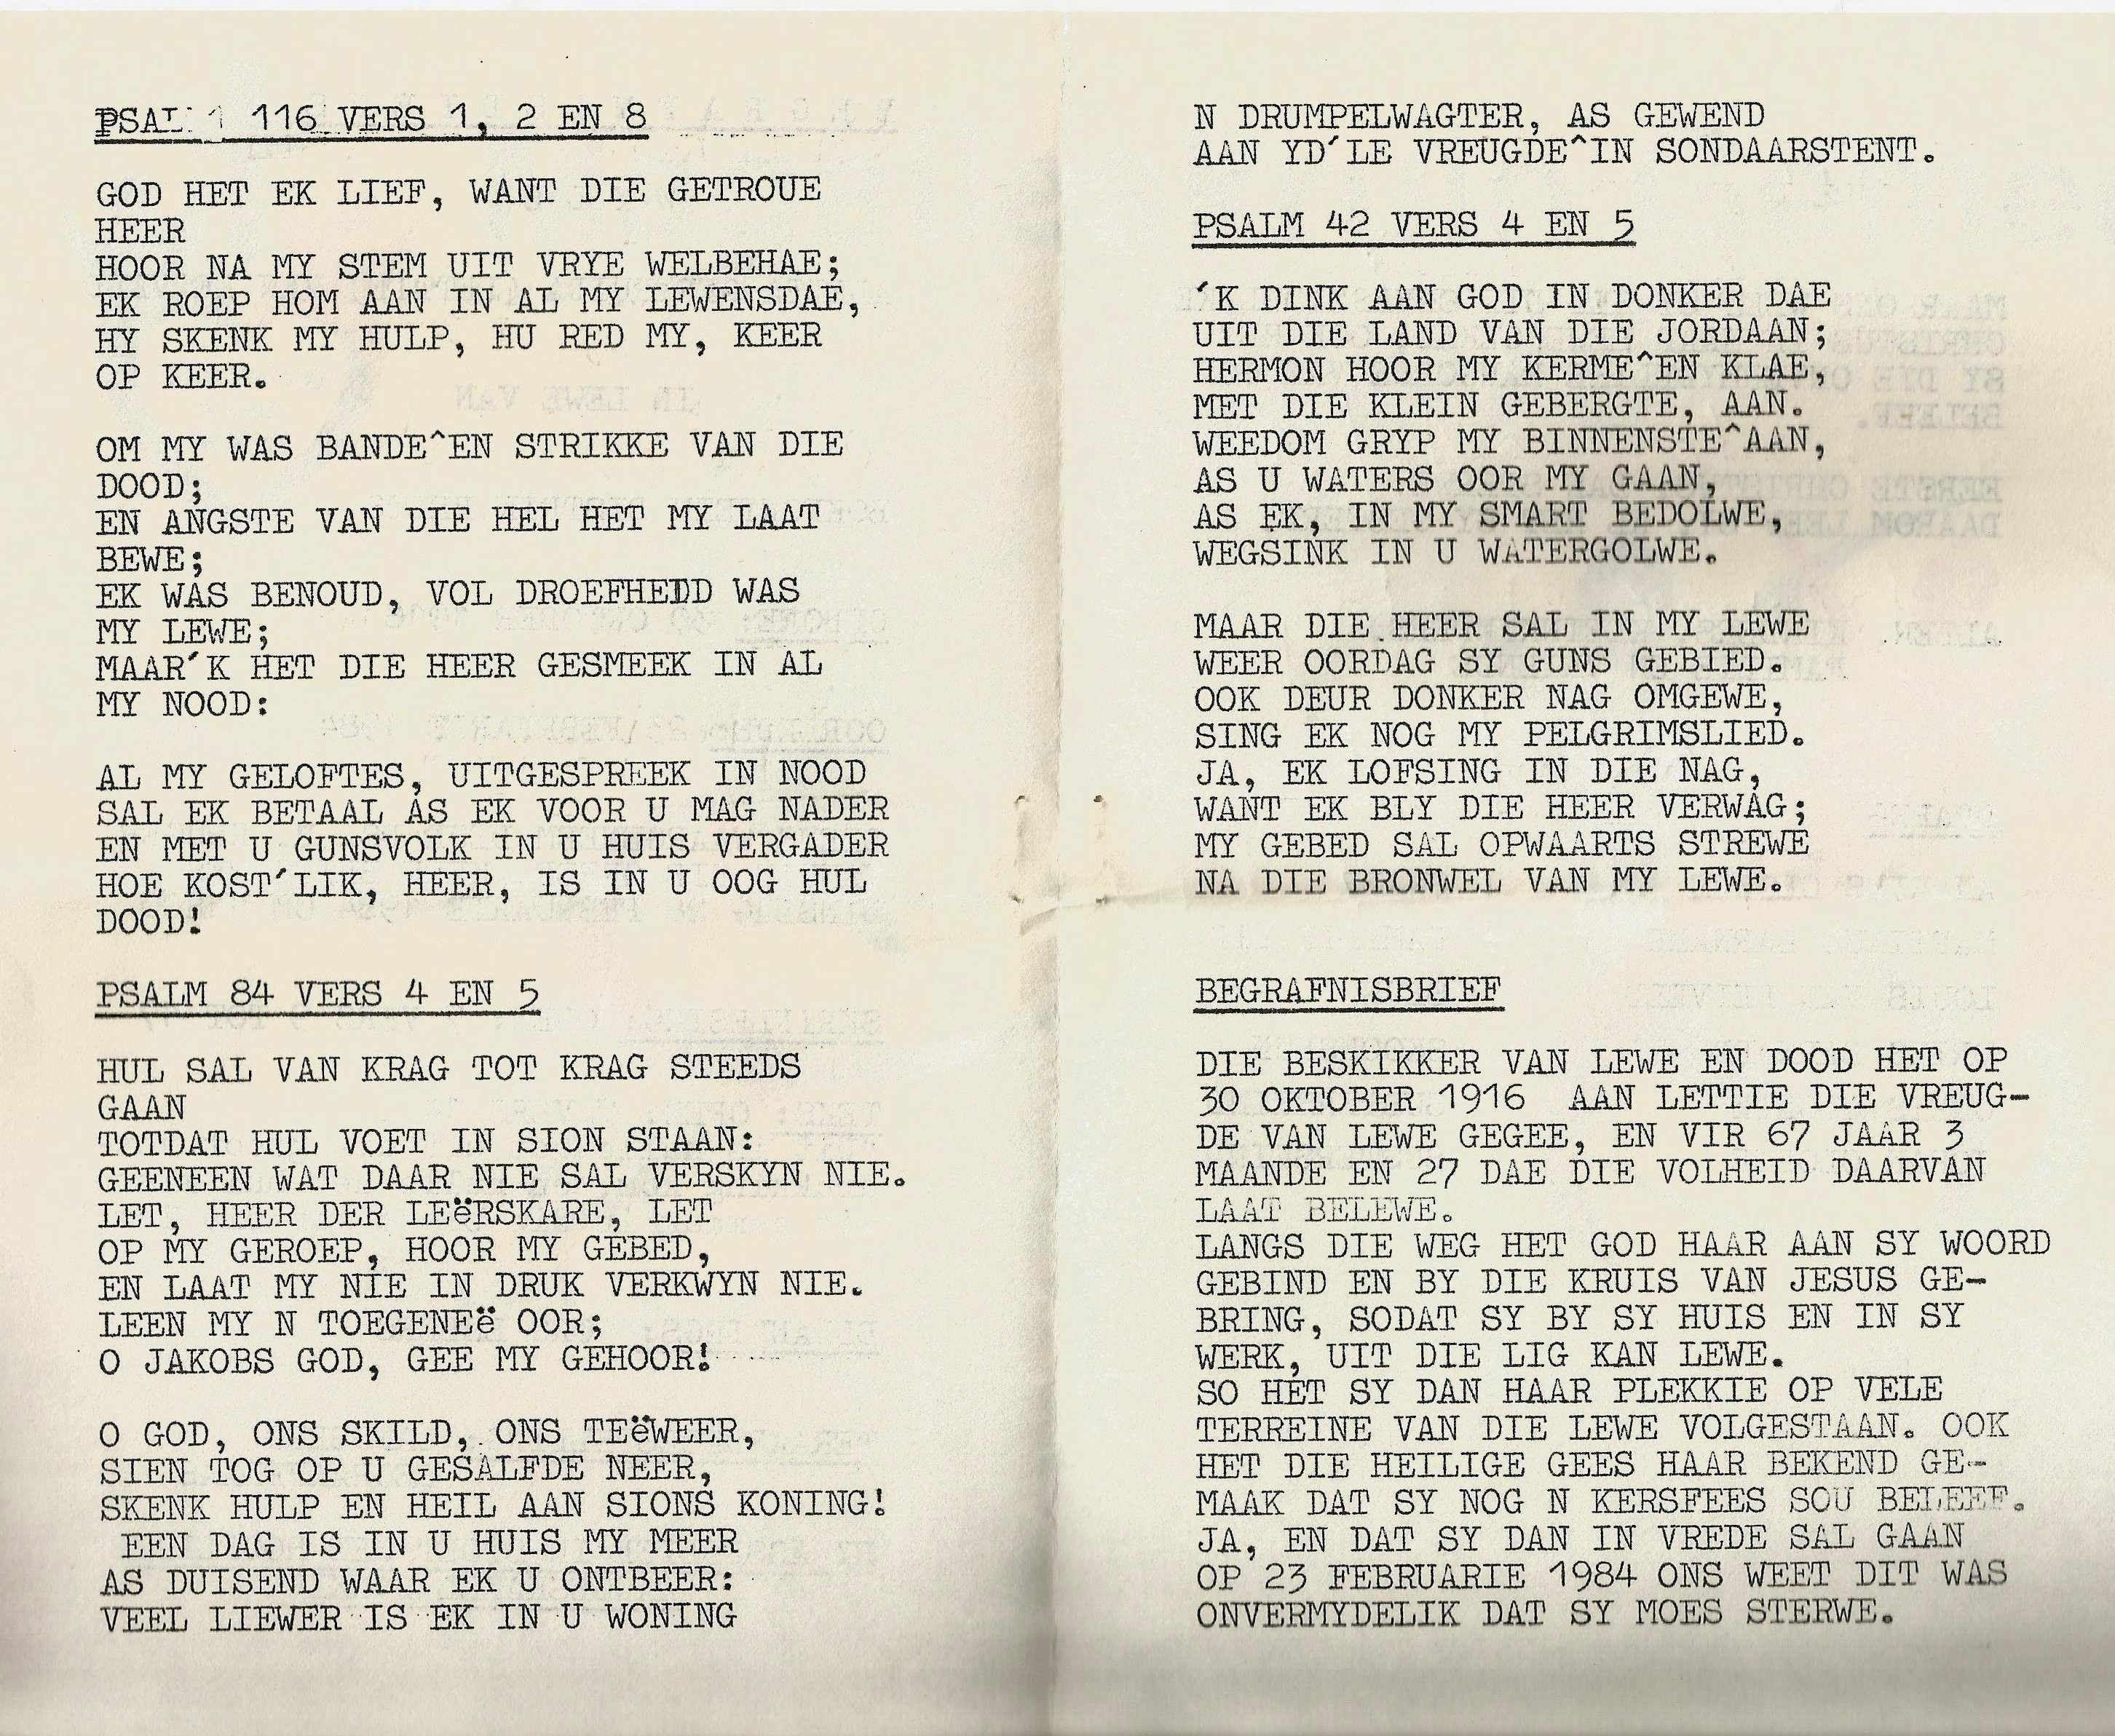 PSALM 116 VERS 1, 2 EN 8
GOD HET EK LIEF, WANT DIE GETROUE
HEER
HOOR NA MY STEM UIT VRYE WELBEHAE;
EK ROEP HOM AAN IN AL MY LEWENSDAE,
HY SKENK MY HULP, HU RED MY, KEER
OP KEER.
OM MY WAS BANDE^EN STRIKKE VAN DIE
DOOD;
EN ANGSTE VAN DIE HEL HET MY LAAT
BEWE;
EK WAS BENOUD, VOL DROEFHEID WAS
MY LEWE;
MAAR´K HET DIE HEER GESMEEK IN AL
MY NOOD:
AL MY GELOFTES, UITGESPREEK IN NOOD
SAL EK BETAAL AS EK VOOR U MAG NADER
EN MET U GUNSVOLK IN U HUIS VERGADER
HOE KOST´LIK, HEER, IS IN U OOG HUL
DOOD!
PSALM 84 VERS 4 EN 5
HUL SAL VAN KRAG TOT KRAG STEEDS
GAAN
TOTDAT HUL VOET IN SION STAAN:
GEENEEN WAT DAAR NIE SAL VERSKYN NIE.
LET, HEER DER LEëRSKARE, LET
OP MY GEROEP, HOOR MY GEBED,
EN LAAT MY NIE IN DRUK VERKWYN NIE.
LEEN MY N TOEGENEë OOR;
O JAKOBS GOD, GEE MY GEHOOR!
O GOD, ONS SKILD, ONS TEëWEER,
SIEN TOG OP U GESALFDE NEER,
SKENK HULP EN HEIL AAN SIONS KONING!
EEN DAG IS IN U HUIS MY MEER
AS DUISEND WAAR EK U ONTBEER:
VEEL LIEWER IS EK IN U WONING
N DRUMPELWAGTER, AS GEWEND
AAN YD´LE VREUGDE^IN SONDAARSTENT.
PSALM 42 VERS 4 EN 5
´K DINK AAN GOD IN DONKER DAE
UIT DIE LAND VAN DIE JORDAAN;
HERMON HOOR MY KERME^EN KLAE,
MET DIE KLEIN GEBERGTE, AAN.
WEEDOM GRYP MY BINNENSTE^AAN,
AS U WATERS OOR MY GAAN,
AS EK, IN MY SMART BEDOLWE,
WEGSINK IN U WATERGOLWE.
MAAR DIE HEER SAL IN MY LEWE
WEER OORDAG SY GUNS GEBIED.
OOK DEUR DONKER NAG OMGEWE,
SING EK NOG MY PELGRIMSLIED.
JA, EK LOFSING IN DIE NAG,
WANT EK BLY DIE HEER VERWAG;
MY GEBED SAL OPWAARTS STREWE
NA DIE BRONWEL VAN MY LEWE.
BEGRAFNISBRIEF
DIE BESKIKKER VAN LEWE EN DOOD HET OP
30 OKTOBER 1916 AAN LETTIE DIE VREUG-
DE VAN LEWE GEGEE, EN VIR 67 JAAR 3
MAANDE EN 27 DAE DIE VOLHEID DAARVAN
LAAT BELEWE.
LANGS DIE WEG HET GOD HAAR AAN SY WOORD
GEBIND EN BY DIE KRUIS VAN JESUS GE-
BRING, SODAT SY BY SY HUIS EN IN SY
WERK, UIT DIE LIG KAN LEWE.
SO HET SY DAN HAAR PLEKKIE OP VELE
TERREINE VAN DIE LEWE VOLGESTAAN. OOK
HET DIE HEILIGE GEES HAAR BEKEND GE-
MAAK DAT SY NOG N KERSFEES SOU BELEEF.
JA, EN DAT SY DAN IN VREDE SAL GAAN
OP 23 FEBRUARIE 1984 ONS WEET DIT WAS
ONVERMYDELIK DAT SY MOES STERWE.